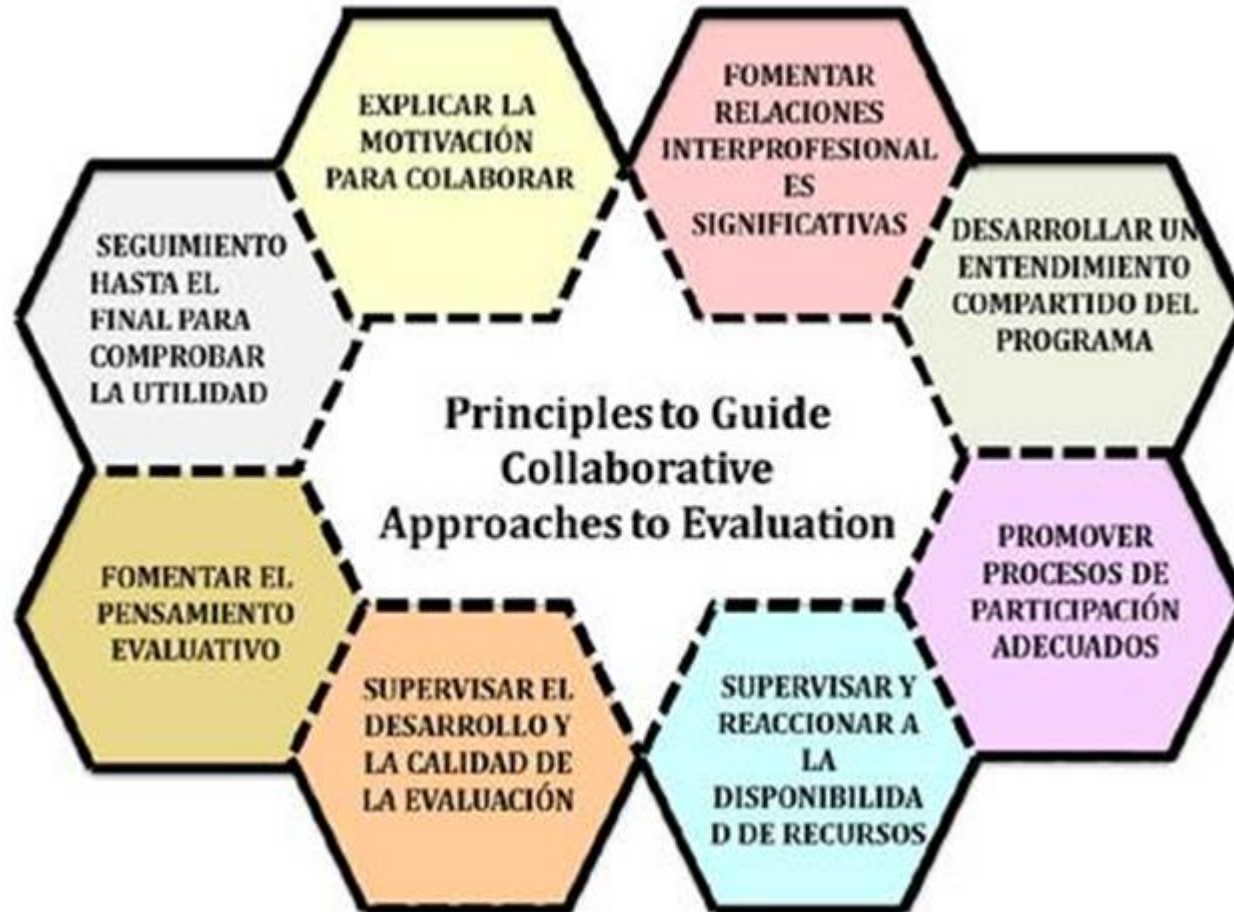 EXPLICAR LA
MOTIVACIÓN
PARA COLABORAR
FOMENTAR
RELACIONES
INTERPROFESIONAL
ES
SIGNIFICATIVAS
DESARROLLAR UN
ENTENDIMIENTO
COMPARTIDO DEL
PROGRAMA
PROMOVER
PROCESOS DE
PARTICIPACIÓN
ADECUADOS
SUPERVISAR Y
REACCIONAR A
LA
DISPONIBILIDA
D DE RECURSOS
SUPERVISAR EL
DESARROLLO Y
LA CALIDAD DE
LA EVALUACIÓN
FOMENTAR EL
PENSAMIENTO
EVALUATIVO
SEGUIMIENTO
HASTA EL
FINAL PARA
COMPROBAR
LA UTILIDAD
Principles to Guide
Collaborative
Approaches to Evaluation